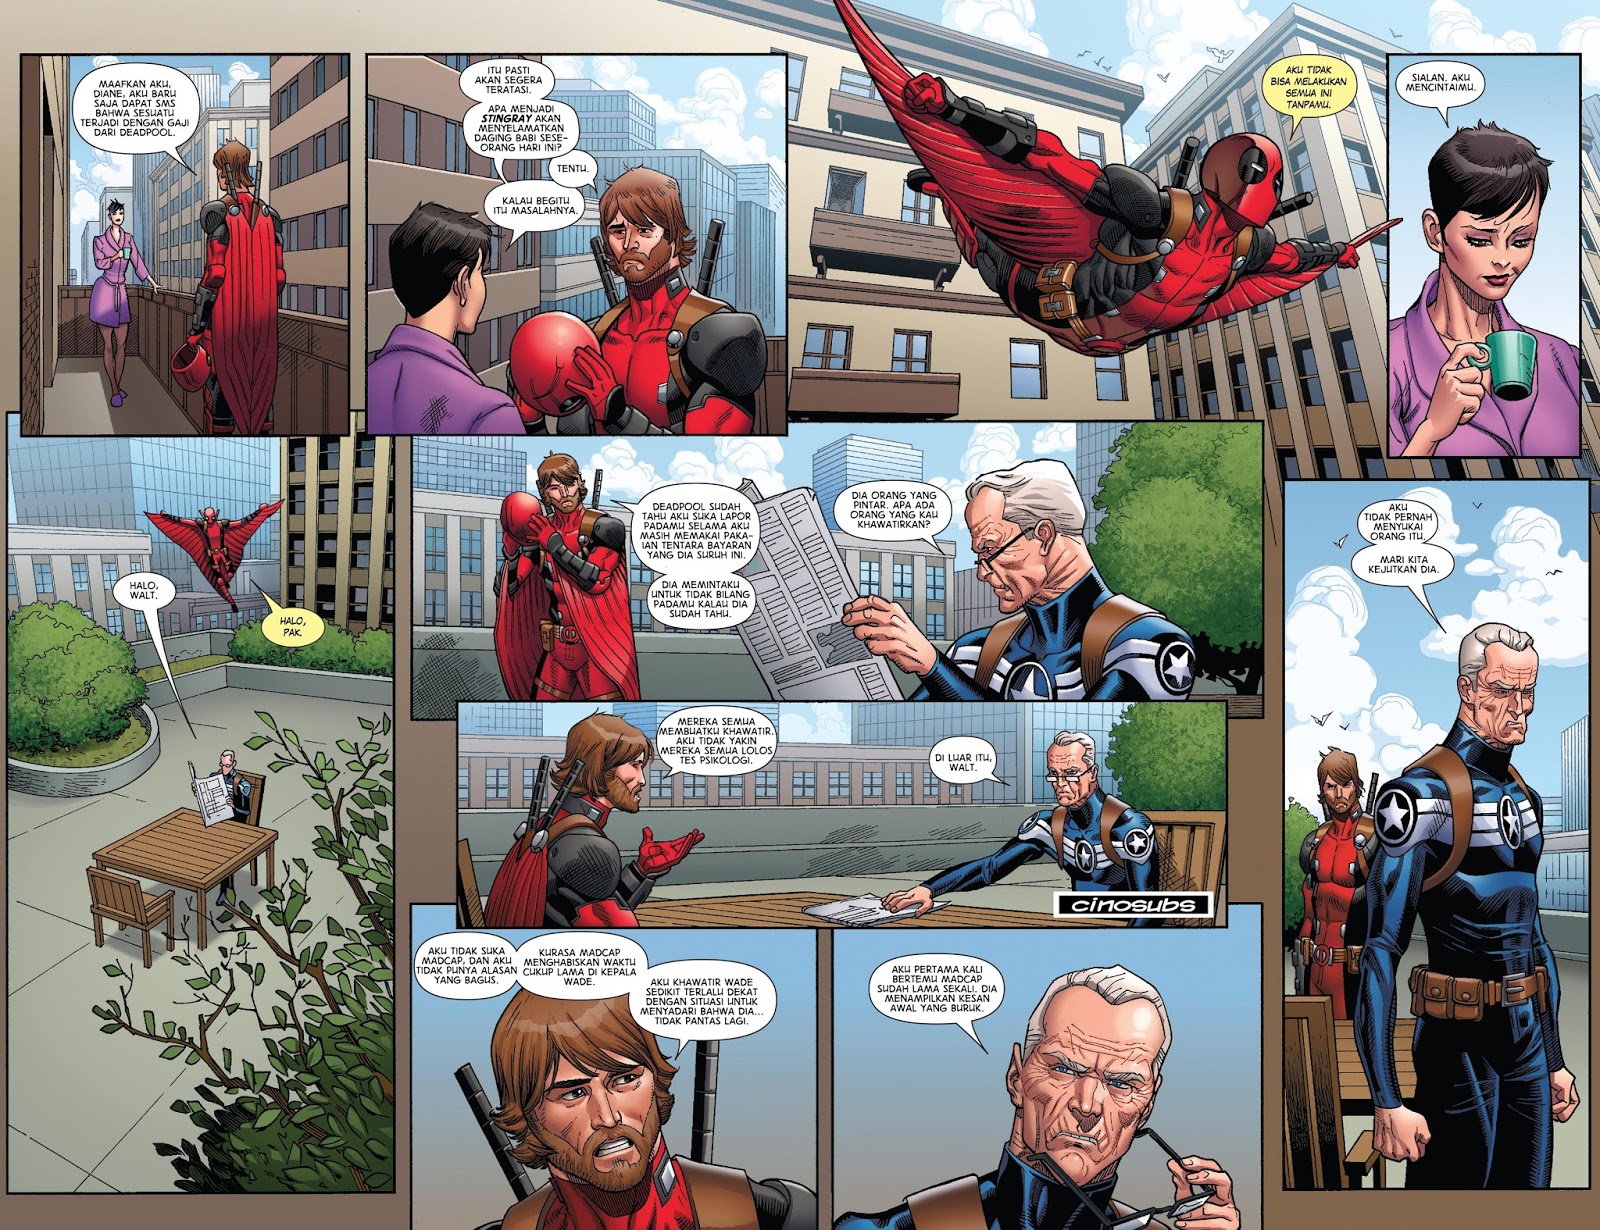 MAAFKAN AKU,
DIANE, AKU BARU
SAJA DAPAT SMS
BAHWA SESUATU
TERJADI DENGAN GAJI
DARI DEADPOOL.
ITU PASTI
AKAN SEGERA
TERATASI.
APA MENJADI
STINGRAY AKAN
MENYELAMATKAN
DAGING BABI SESE-
ORANG HARI INI?
TENTU.
KALAU BEGITU
ITU MASALAHNYA.
AKU TIDAK
BISA MELAKUKAN
SEMUA INI
TANPAMU.
SIALAN. AKU
MENCINTAIMU.
HALO,
WALT.
HALO,
PAK.
DEADPOOL SUDAH
TAHU AKU SUKA LAPOR
PADAMU SELAMA AKU
MASIH MEMAKAI PAKA-
IAN TENTARA BAYARAN
YANG DIA SURUH INI.
DIA MEMINTAKU
UNTUK TIDAK BILANG
PADAMU KALAU DIA
SUDAH TAHU.
DIA ORANG YANG
PINTAR. APA ADA
ORANG YANG KAU
KHAWATIRKAN?
MEREKA SEMUA
MEMBUATKU KHAWATIR.
AKU TIDAK YAKIN
MEREKA SEMUA LOLOS
TES PSIKOLOGI.
DI LUAR ITU,
WALT.
cinosubs
AKU TIDAK SUKA
MADCAP, DAN AKU
TIDAK PUNYA ALASAN
YANG BAGUS.
KURASA MADCAP
MENGHABISKAN WAKTU
CUKUP LAMA DI KEPALA
WADE.
AKU KHAWATIR WADE
SEDIKIT TERLALU DEKAT
DENGAN SITUASI UNTUK
MENYADARI BAHWA DIA...
TIDAK PANTAS LAGI.
AKU PERTAMA KALI
BERTEMU MADCAP
SUDAH LAMA SEKALI. DIA
MENAMPILKAN KESAN
AWAL YANG BURUK.
AKU
TIDAK PERNAH
MENYUKAI
ORANG ITU.
MARI KITA
KEJUTKAN DIA.